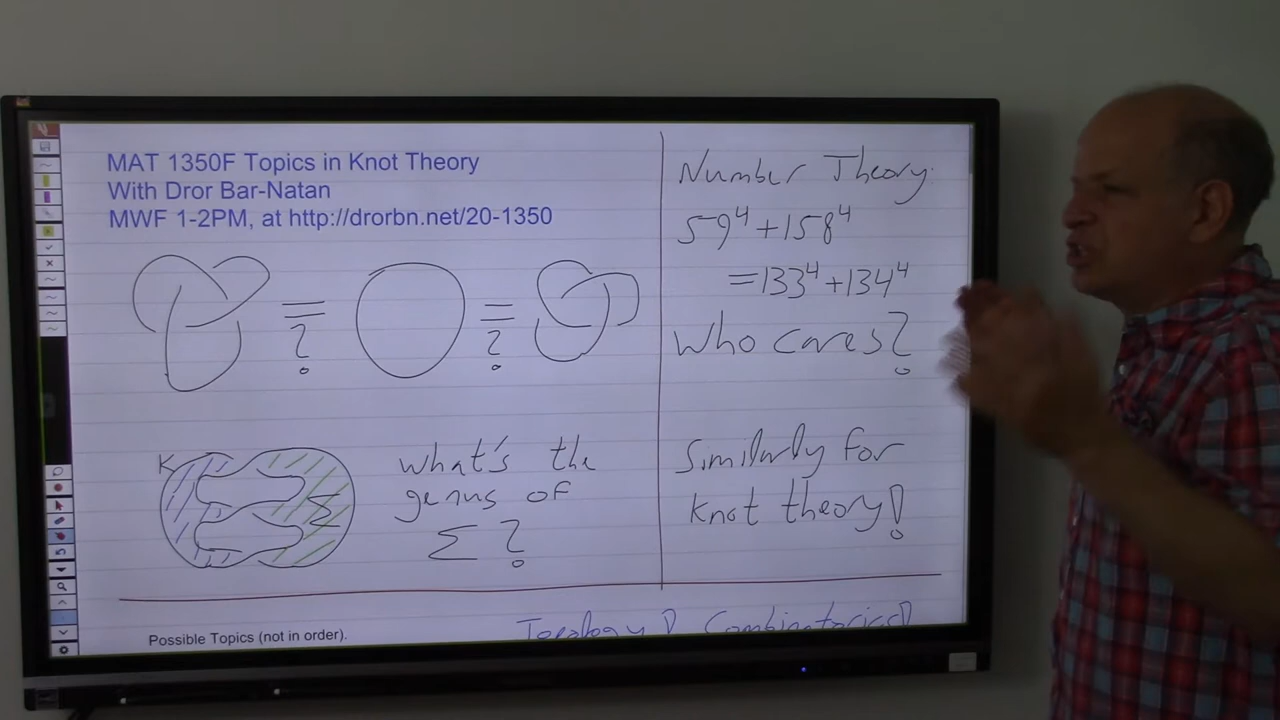 MAT 1350F Topics in Knot Theory
With Dror Bar-Natan
MWF 1-2PM, at http://drorbn.net/20-1350
= ? = ?
K
Σ
What's the
genus of
Σ ?
Number Theory:
59⁴+158⁴
=133⁴+134⁴
Who cares?
Similarly for
knot theory!
Possible Topics (not in order).
Topology Combinatorics